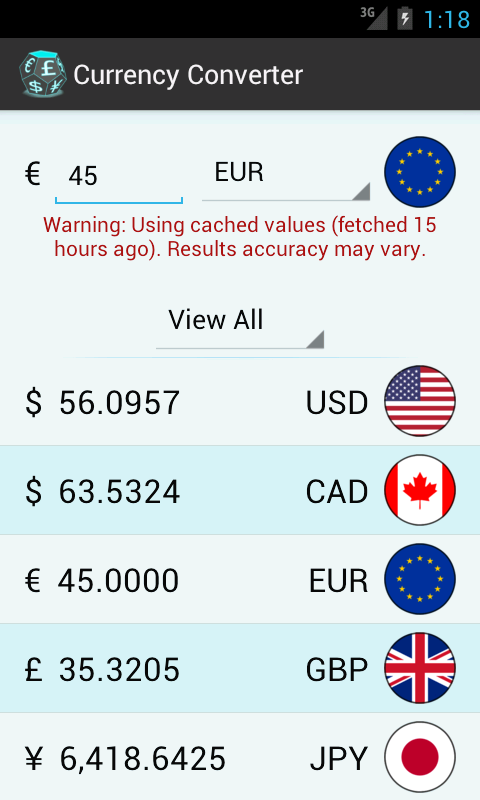 3G 1:18
Currency Converter
€ 45 EUR
Warning: Using cached values (fetched 15
hours ago). Results accuracy may vary.
View All
$ 56.0957 USD
$ 63.5324 CAD
€ 45.0000 EUR
£ 35.3205 GBP
¥ 6,418.6425 JPY